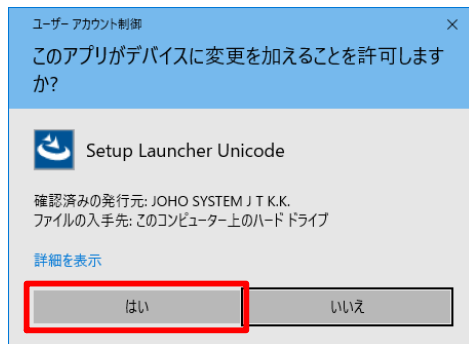 ユーザー アカウント制御
このアプリがデバイスに変更を加えることを許可します
か?
Setup Launcher Unicode
確認済みの発行元: JOHO SYSTEM J T K.K.
ファイルの入手先: このコンピューター上のハード ドライブ
詳細を表示
はい
いいえ